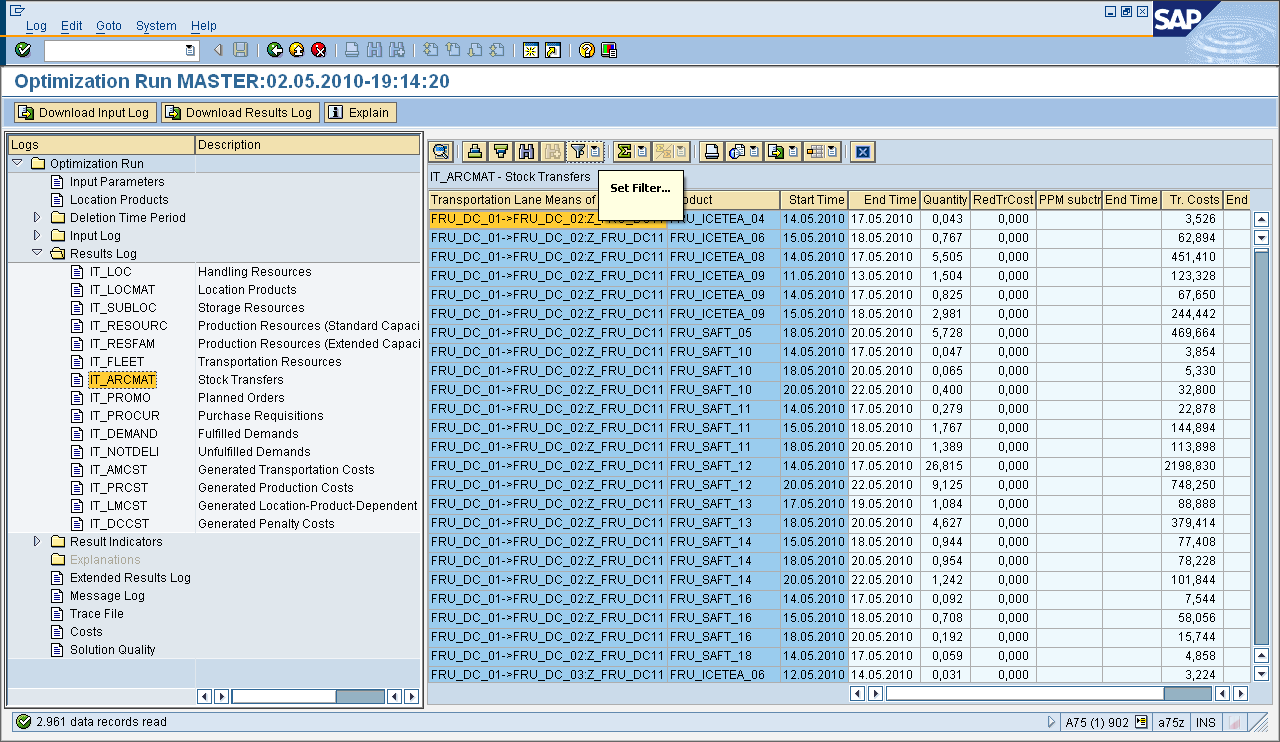 Log Edit Goto System Help
SAP
Optimization Run MASTER:02.05.2010-19:14:20
Download Input Log Download Results Log Explain
Logs Description
Optimization Run
Input Parameters
Location Products
Deletion Time Period
Input Log
Results Log
IT_LOC Handling Resources
IT_LOCMAT Location Products
IT_SUBLOC Storage Resources
IT_RESOURC Production Resources (Standard Capaci
IT_RESFAM Production Resources (Extended Capaci
IT_FLEET Transportation Resources
IT_ARCMAT Stock Transfers
IT_PROMO Planned Orders
IT_PROCUR Purchase Requisitions
IT_DEMAND Fulfilled Demands
IT_NOTDELI Unfulfilled Demands
IT_AMCST Generated Transportation Costs
IT_PRCST Generated Production Costs
IT_LMCST Generated Location-Product-Dependent
IT_DCCST Generated Penalty Costs
Result Indicators
Explanations
Extended Results Log
Message Log
Trace File
Costs
Solution Quality
IT_ARCMAT - Stock Transfers
Set Filter...
Transportation Lane Means of oduct Start Time End Time Quantity RedTrCost PPM subctr End Time Tr. Costs End
FRU_DC_01->FRU_DC_02:Z_FRU_DC11 FRU_ICETEA_04 14.05.2010 17.05.2010 0,043 0,000 3,526
FRU_DC_01->FRU_DC_02:Z_FRU_DC11 FRU_ICETEA_06 15.05.2010 18.05.2010 0,767 0,000 62,894
FRU_DC_01->FRU_DC_02:Z_FRU_DC11 FRU_ICETEA_08 14.05.2010 17.05.2010 5,505 0,000 451,410
FRU_DC_01->FRU_DC_02:Z_FRU_DC11 FRU_ICETEA_09 11.05.2010 13.05.2010 1,504 0,000 123,328
FRU_DC_01->FRU_DC_02:Z_FRU_DC11 FRU_ICETEA_09 14.05.2010 17.05.2010 0,825 0,000 67,650
FRU_DC_01->FRU_DC_02:Z_FRU_DC11 FRU_ICETEA_09 15.05.2010 18.05.2010 2,981 0,000 244,442
FRU_DC_01->FRU_DC_02:Z_FRU_DC11 FRU_SAFT_05 18.05.2010 20.05.2010 5,728 0,000 469,664
FRU_DC_01->FRU_DC_02:Z_FRU_DC11 FRU_SAFT_10 14.05.2010 17.05.2010 0,047 0,000 3,854
FRU_DC_01->FRU_DC_02:Z_FRU_DC11 FRU_SAFT_10 18.05.2010 20.05.2010 0,065 0,000 5,330
FRU_DC_01->FRU_DC_02:Z_FRU_DC11 FRU_SAFT_10 20.05.2010 22.05.2010 0,400 0,000 32,800
FRU_DC_01->FRU_DC_02:Z_FRU_DC11 FRU_SAFT_11 14.05.2010 17.05.2010 0,279 0,000 22,878
FRU_DC_01->FRU_DC_02:Z_FRU_DC11 FRU_SAFT_11 15.05.2010 18.05.2010 1,767 0,000 144,894
FRU_DC_01->FRU_DC_02:Z_FRU_DC11 FRU_SAFT_11 18.05.2010 20.05.2010 1,389 0,000 113,898
FRU_DC_01->FRU_DC_02:Z_FRU_DC11 FRU_SAFT_12 14.05.2010 17.05.2010 26,815 0,000 2198,830
FRU_DC_01->FRU_DC_02:Z_FRU_DC11 FRU_SAFT_12 20.05.2010 22.05.2010 9,125 0,000 748,250
FRU_DC_01->FRU_DC_02:Z_FRU_DC11 FRU_SAFT_13 17.05.2010 19.05.2010 1,084 0,000 88,888
FRU_DC_01->FRU_DC_02:Z_FRU_DC11 FRU_SAFT_13 18.05.2010 20.05.2010 4,627 0,000 379,414
FRU_DC_01->FRU_DC_02:Z_FRU_DC11 FRU_SAFT_14 15.05.2010 18.05.2010 0,944 0,000 77,408
FRU_DC_01->FRU_DC_02:Z_FRU_DC11 FRU_SAFT_14 18.05.2010 20.05.2010 0,954 0,000 78,228
FRU_DC_01->FRU_DC_02:Z_FRU_DC11 FRU_SAFT_14 20.05.2010 22.05.2010 1,242 0,000 101,844
FRU_DC_01->FRU_DC_02:Z_FRU_DC11 FRU_SAFT_16 14.05.2010 17.05.2010 0,092 0,000 7,544
FRU_DC_01->FRU_DC_02:Z_FRU_DC11 FRU_SAFT_16 15.05.2010 18.05.2010 0,708 0,000 58,056
FRU_DC_01->FRU_DC_02:Z_FRU_DC11 FRU_SAFT_16 18.05.2010 20.05.2010 0,192 0,000 15,744
FRU_DC_01->FRU_DC_02:Z_FRU_DC11 FRU_SAFT_18 14.05.2010 17.05.2010 0,059 0,000 4,858
FRU_DC_01->FRU_DC_03:Z_FRU_DC11 FRU_ICETEA_06 12.05.2010 14.05.2010 0,031 0,000 3,224
2.961 data records read
A75 (1) 902 a75z INS